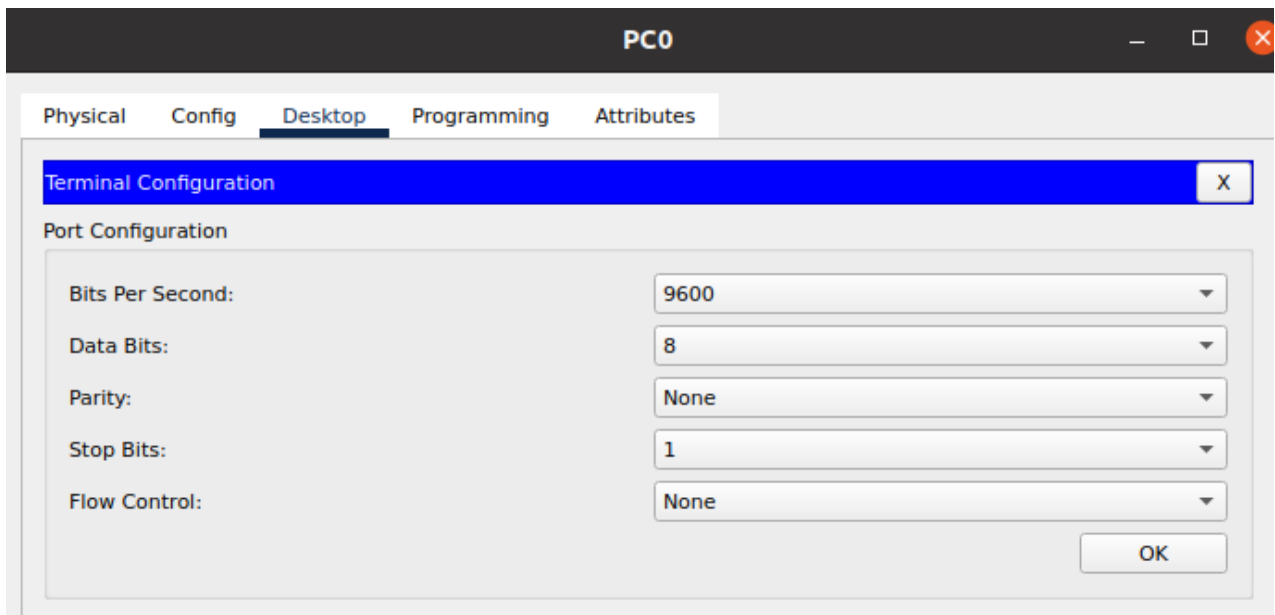 PC0
Physical Config Desktop Programming Attributes
Terminal Configuration X
Port Configuration
Bits Per Second: 9600
Data Bits: 8
Parity: None
Stop Bits: 1
Flow Control: None
OK